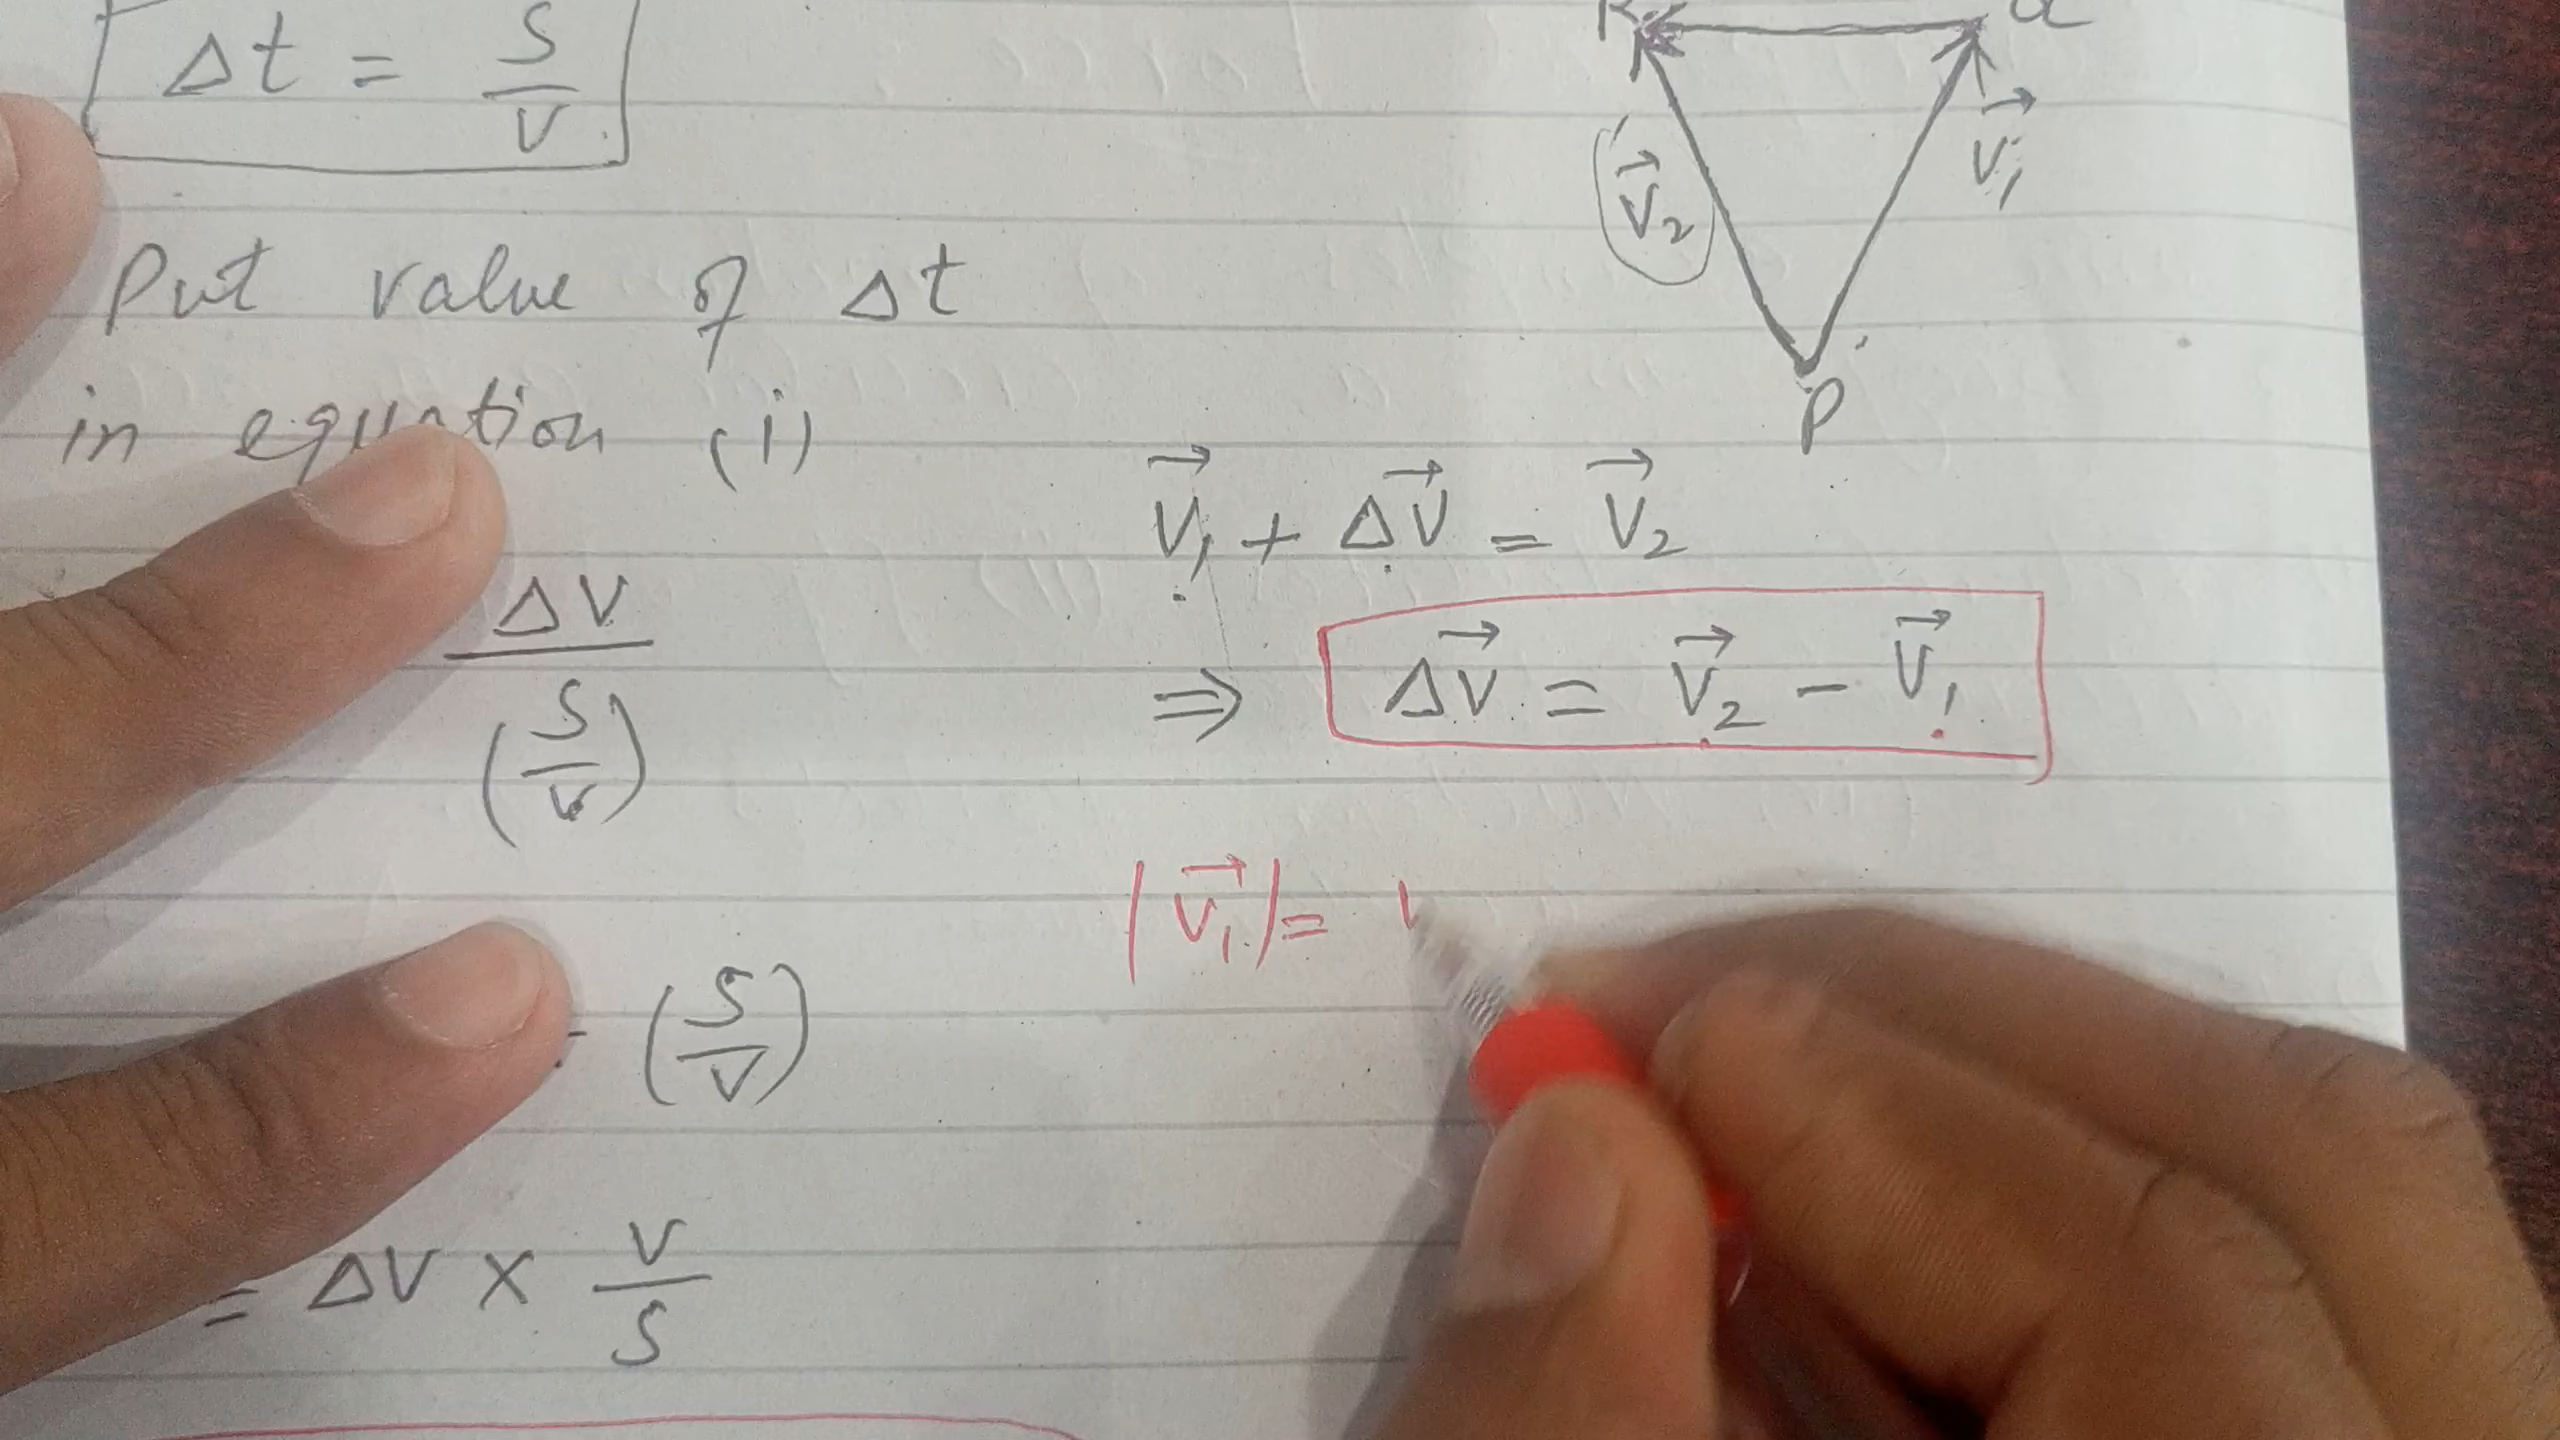 Δt = S/V
Put value of Δt
in equation (i)
ΔV
(S/V)
(S/V)
= ΔV × V/S
R
V⃗₂
V⃗₁
P
V⃗₁ + ΔV⃗ = V⃗₂
⇒ ΔV⃗ = V⃗₂ − V⃗₁
|V⃗₁| =